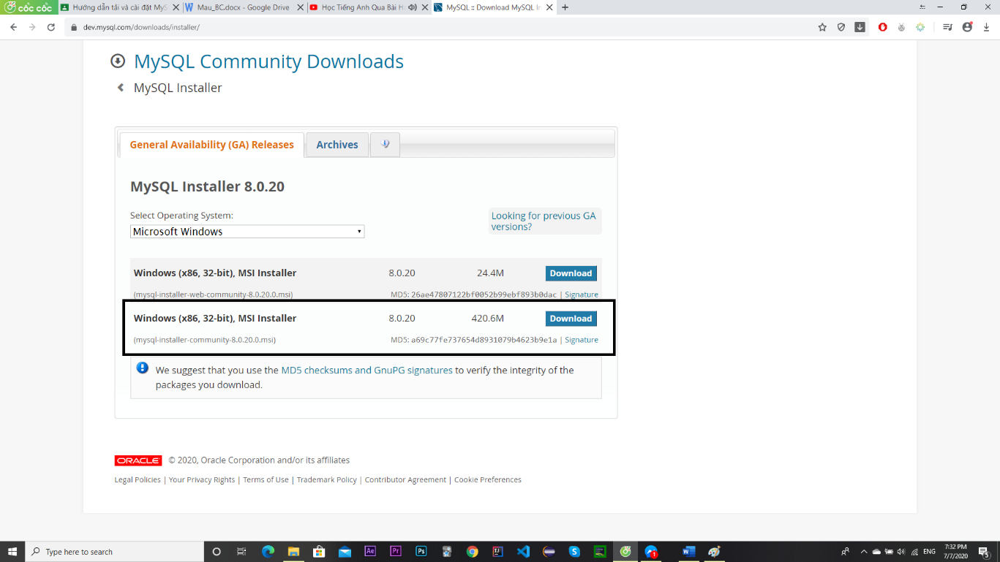 cốc cốc
Hướng dẫn tải và cài đặt MyS
Mau_BC.docx - Google Drive
Học Tiếng Anh Qua Bài H
MySQL :: Download MySQL In
dev.mysql.com/downloads/installer/
MySQL Community Downloads
MySQL Installer
General Availability (GA) Releases
Archives
MySQL Installer 8.0.20
Select Operating System:
Looking for previous GA
versions?
Microsoft Windows
Windows (x86, 32-bit), MSI Installer 8.0.20 24.4M Download
(mysql-installer-web-community-8.0.20.0.msi) MD5: 26ae47807122bf0052b99ebf893b0dac | Signature
Windows (x86, 32-bit), MSI Installer 8.0.20 420.6M Download
(mysql-installer-community-8.0.20.0.msi) MD5: a69c77fe737654d8931079b4623b9e1a | Signature
We suggest that you use the MD5 checksums and GnuPG signatures to verify the integrity of the
packages you download.
ORACLE © 2020, Oracle Corporation and/or its affiliates
Legal Policies | Your Privacy Rights | Terms of Use | Trademark Policy | Contributor Agreement | Cookie Preferences
Type here to search
Ae
Pr
Ps
1
ENG
7:32 PM
7/7/2020
5